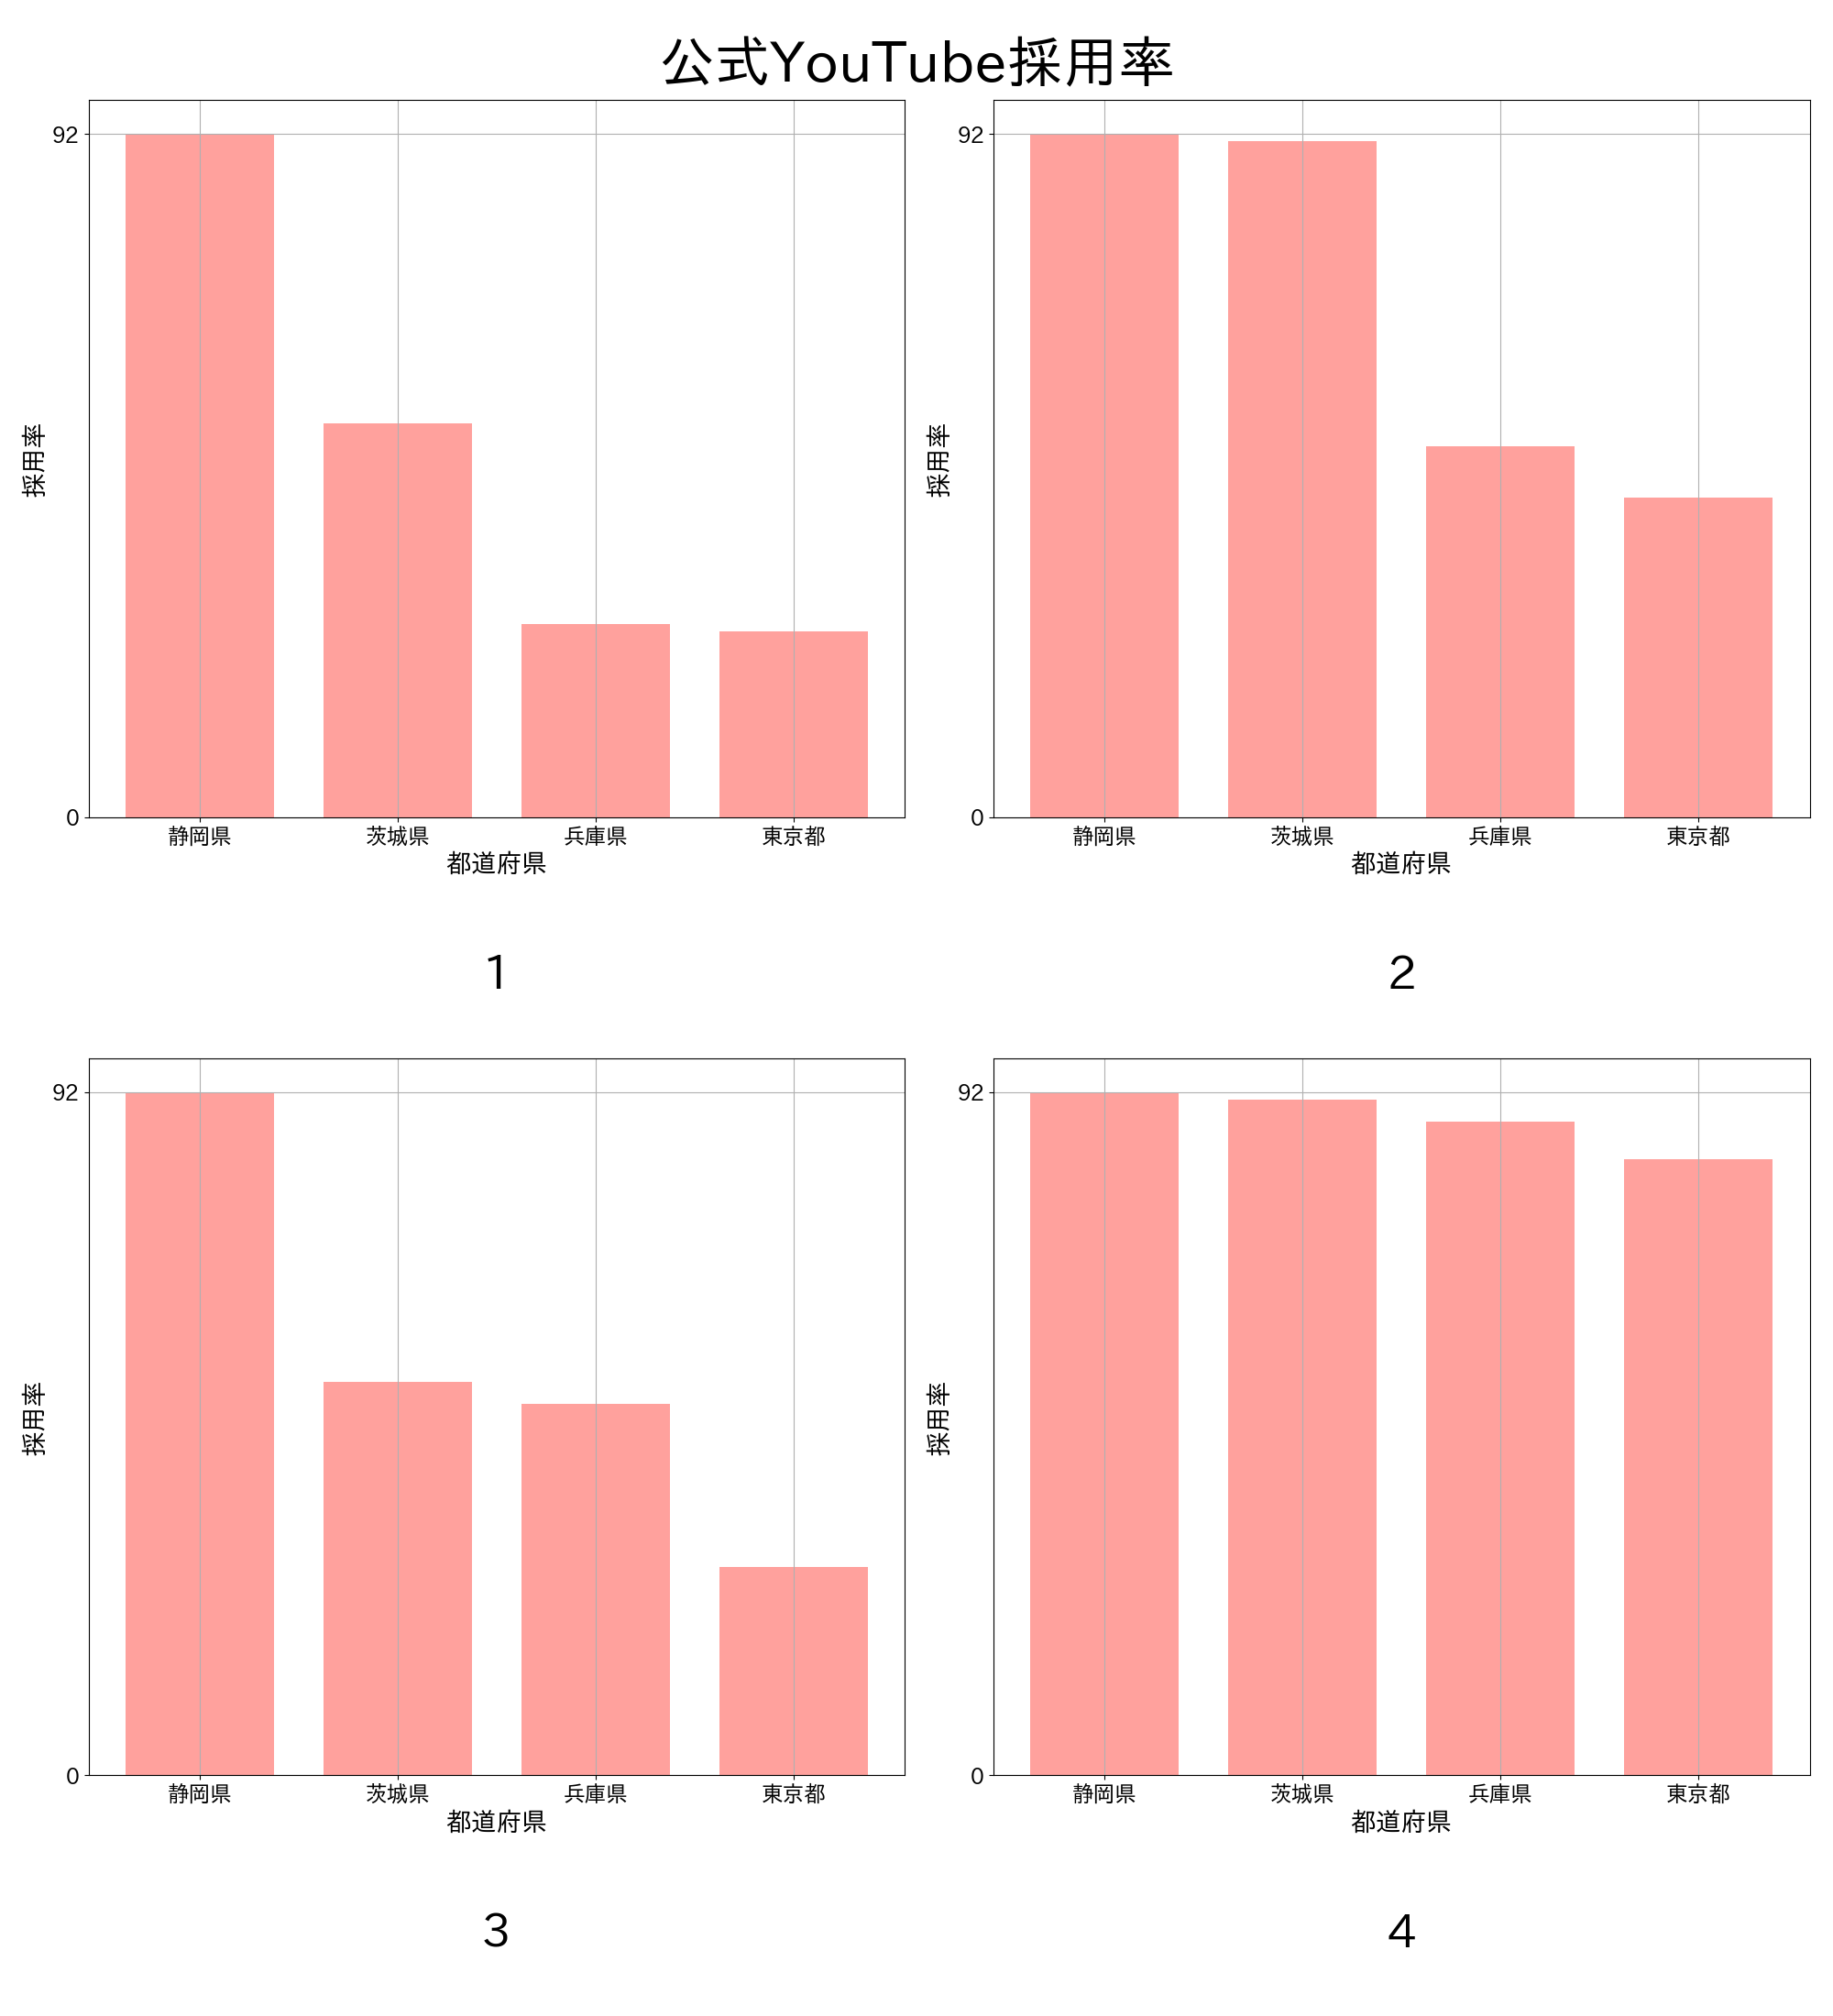 公式YouTube採用率
92
0
採用率
静岡県 茨城県 兵庫県 東京都
都道府県
1
92
0
採用率
静岡県 茨城県 兵庫県 東京都
都道府県
2
92
0
採用率
静岡県 茨城県 兵庫県 東京都
都道府県
3
92
0
採用率
静岡県 茨城県 兵庫県 東京都
都道府県
4